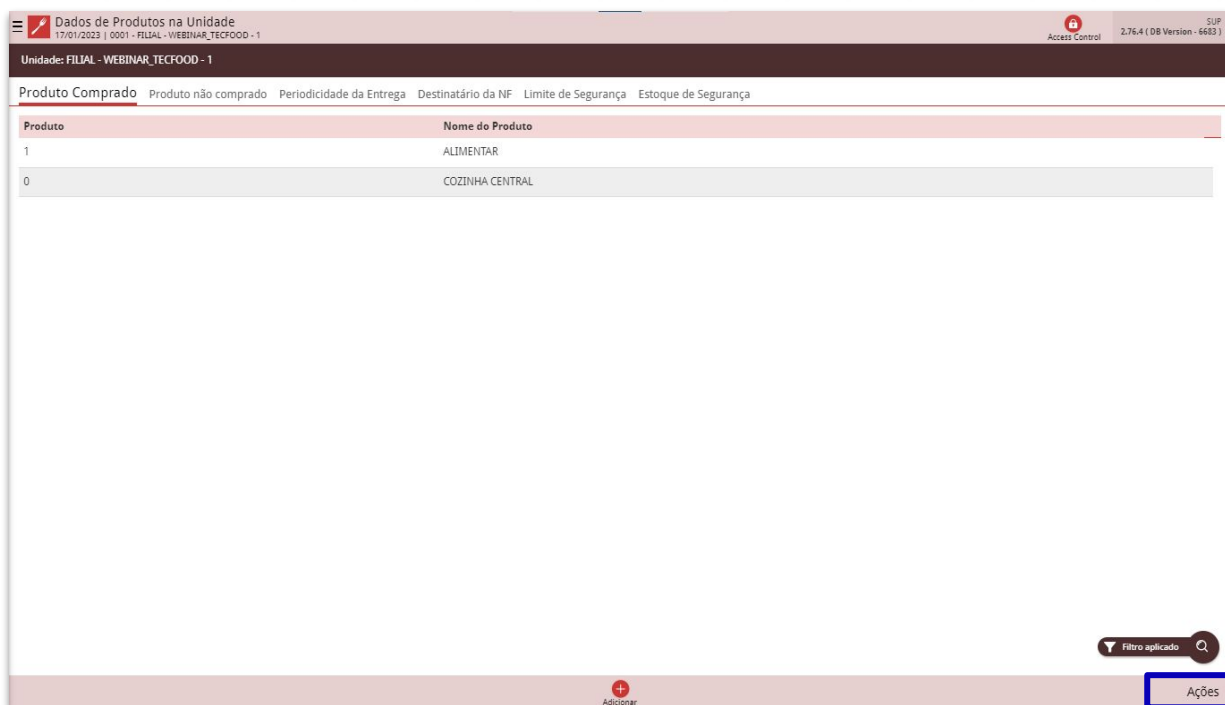 Dados de Produtos na Unidade
17/01/2023 | 0001 - FILIAL - WEBINAR_TECFOOD - 1
Access Control
SUP
2.76.4 ( DB Version - 6683 )
Unidade: FILIAL - WEBINAR_TECFOOD - 1
Produto Comprado Produto não comprado Periodicidade da Entrega Destinatário da NF Limite de Segurança Estoque de Segurança
Produto Nome do Produto
1 ALIMENTAR
0 COZINHA CENTRAL
Filtro aplicado
Adicionar
Ações